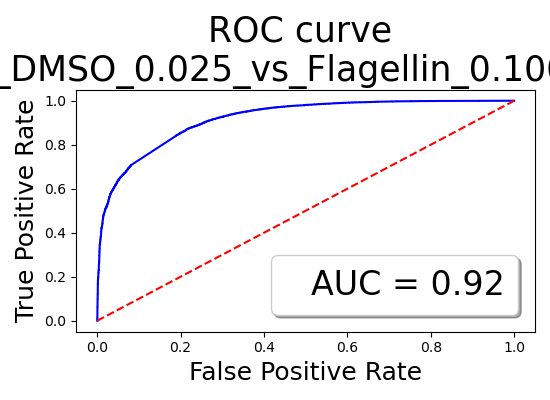 ROC curve
_DMSO_0.025_vs_Flagellin_0.100
True Positive Rate
1.0
0.8
0.6
0.4
0.2
0.0
AUC = 0.92
0.0 0.2 0.4 0.6 0.8 1.0
False Positive Rate